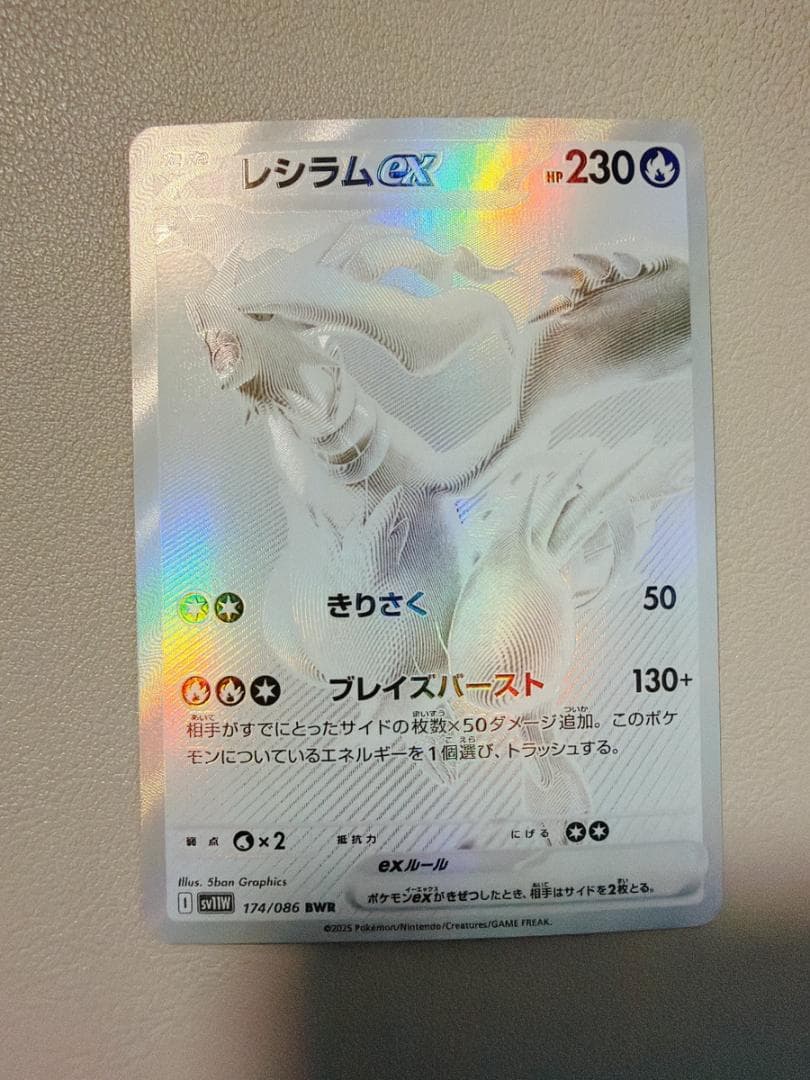 レシラムex HP230
きりさく 50
ブレイズバースト 130+
相手がすでにとったサイドの枚数×50ダメージ追加。このポケ
モンについているエネルギーを1個選び、トラッシュする。
弱点 ×2 抵抗力 にげる
exルール
ポケモンexがきぜつしたとき、相手はサイドを2枚とる。
Illus. 5ban Graphics
I sv11W 174/086 BWR
©2025 Pokémon/Nintendo/Creatures/GAME FREAK.